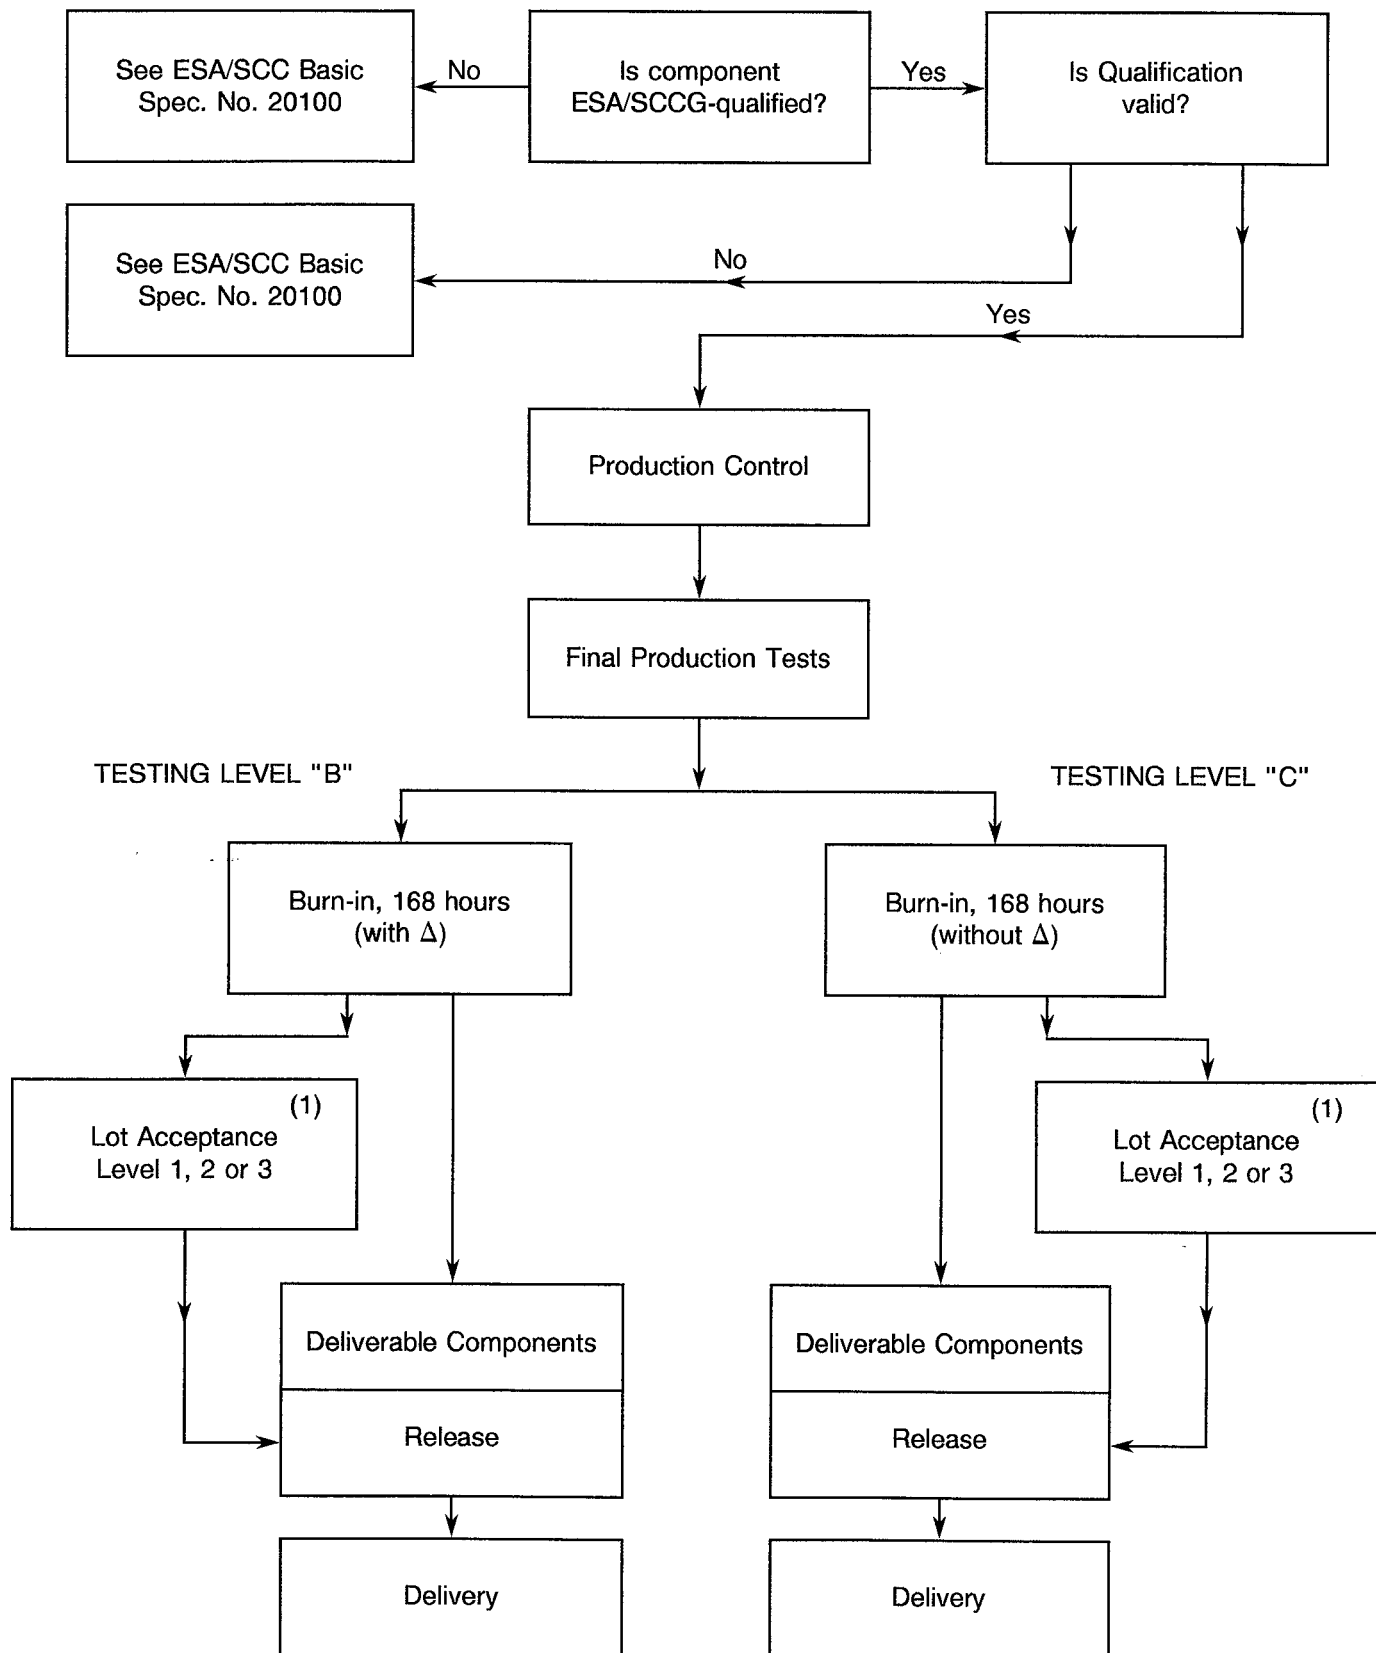 See ESA/SCC Basic
Spec. No. 20100
No
Is component
ESA/SCCG-qualified?
Yes
Is Qualification
valid?
See ESA/SCC Basic
Spec. No. 20100
No
Yes
Production Control
Final Production Tests
TESTING LEVEL "B"
TESTING LEVEL "C"
Burn-in, 168 hours
(with Δ)
Burn-in, 168 hours
(without Δ)
(1)
Lot Acceptance
Level 1, 2 or 3
(1)
Lot Acceptance
Level 1, 2 or 3
Deliverable Components
Release
Deliverable Components
Release
Delivery
Delivery